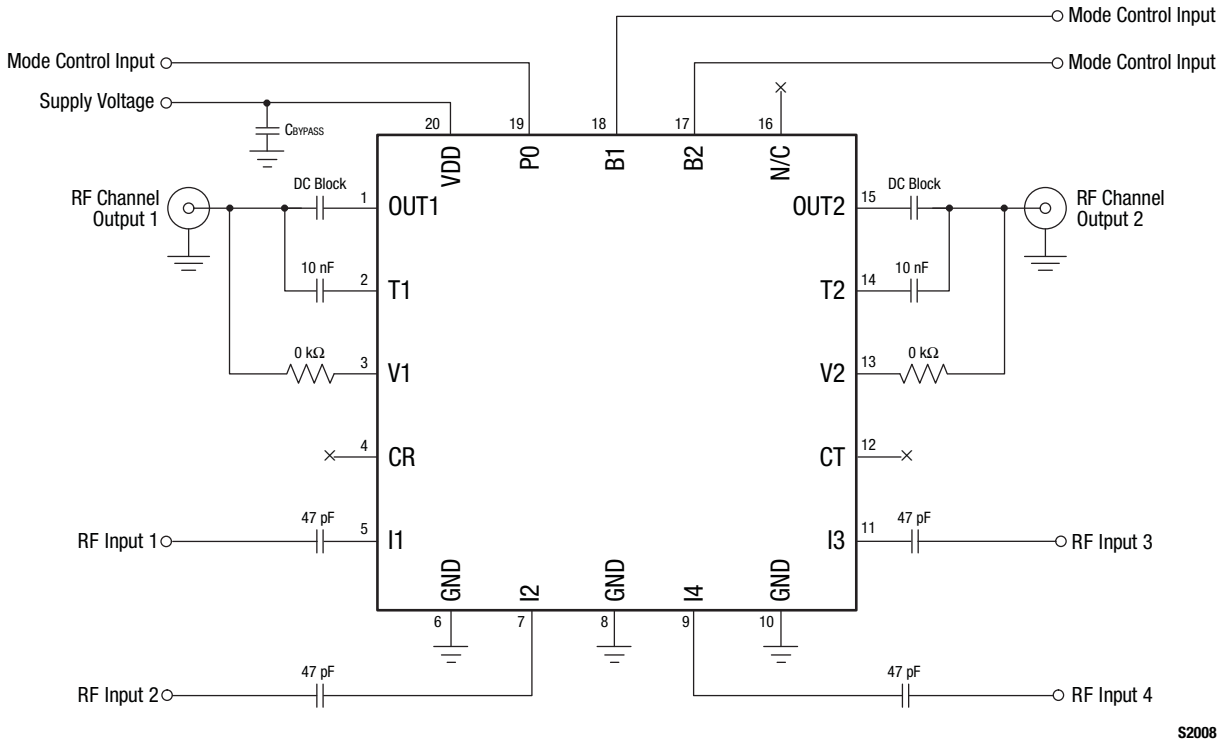 Mode Control Input
Mode Control Input
Mode Control Input
Supply Voltage
CBYPASS
20
19
18
17
16
VDD
P0
B1
B2
N/C
RF Channel
Output 1
DC Block
1
OUT1
OUT2
15
DC Block
RF Channel
Output 2
10 nF
2
T1
T2
14
10 nF
0 kΩ
3
V1
V2
13
0 kΩ
4
CR
CT
12
RF Input 1
47 pF
5
I1
I3
11
47 pF
RF Input 3
GND
I2
GND
I4
GND
6
7
8
9
10
RF Input 2
47 pF
47 pF
RF Input 4
S2008